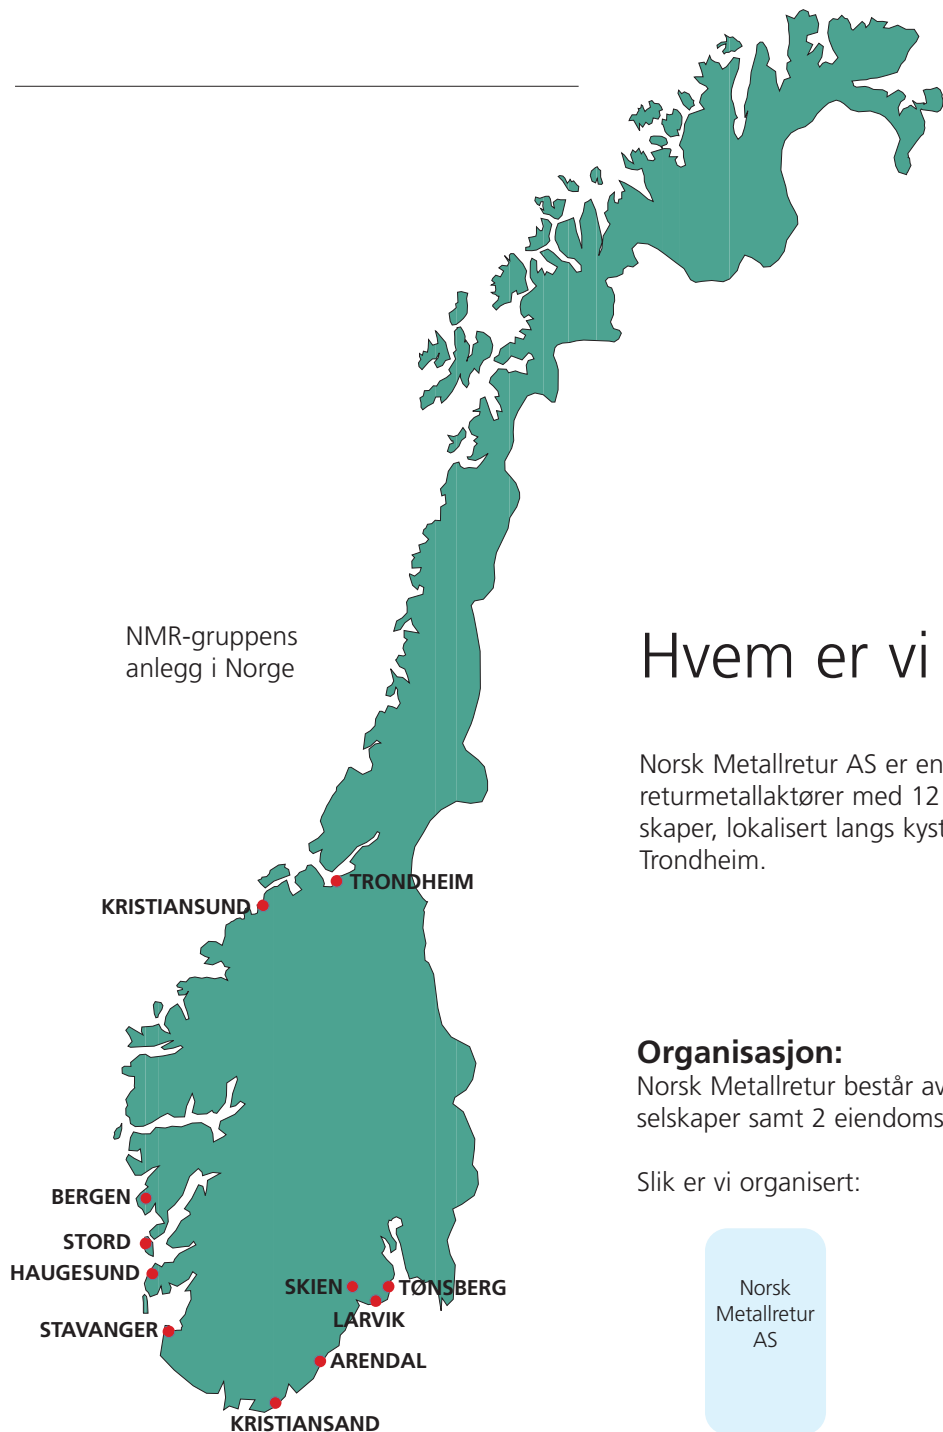 NMR-gruppens
anlegg i Norge
TRONDHEIM
KRISTIANSUND
BERGEN
STORD
HAUGESUND
SKIEN
TØNSBERG
LARVIK
STAVANGER
ARENDAL
KRISTIANSAND
Hvem er vi
Norsk Metallretur AS er en
returmetallaktører med 12
skaper, lokalisert langs kyst
Trondheim.
Organisasjon:
Norsk Metallretur består av
selskaper samt 2 eiendoms
Slik er vi organisert:
Norsk
Metallretur
AS